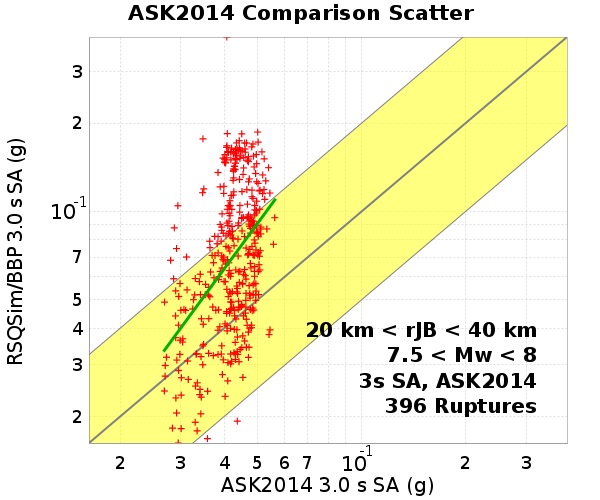 ASK2014 Comparison Scatter
RSQSim/BBP 3.0 s SA (g)
3
2
10⁻¹
7
5
4
3
2
20 km < rJB < 40 km
7.5 < Mw < 8
3s SA, ASK2014
396 Ruptures
2 3 4 5 6 7 10⁻¹ 2 3
ASK2014 3.0 s SA (g)